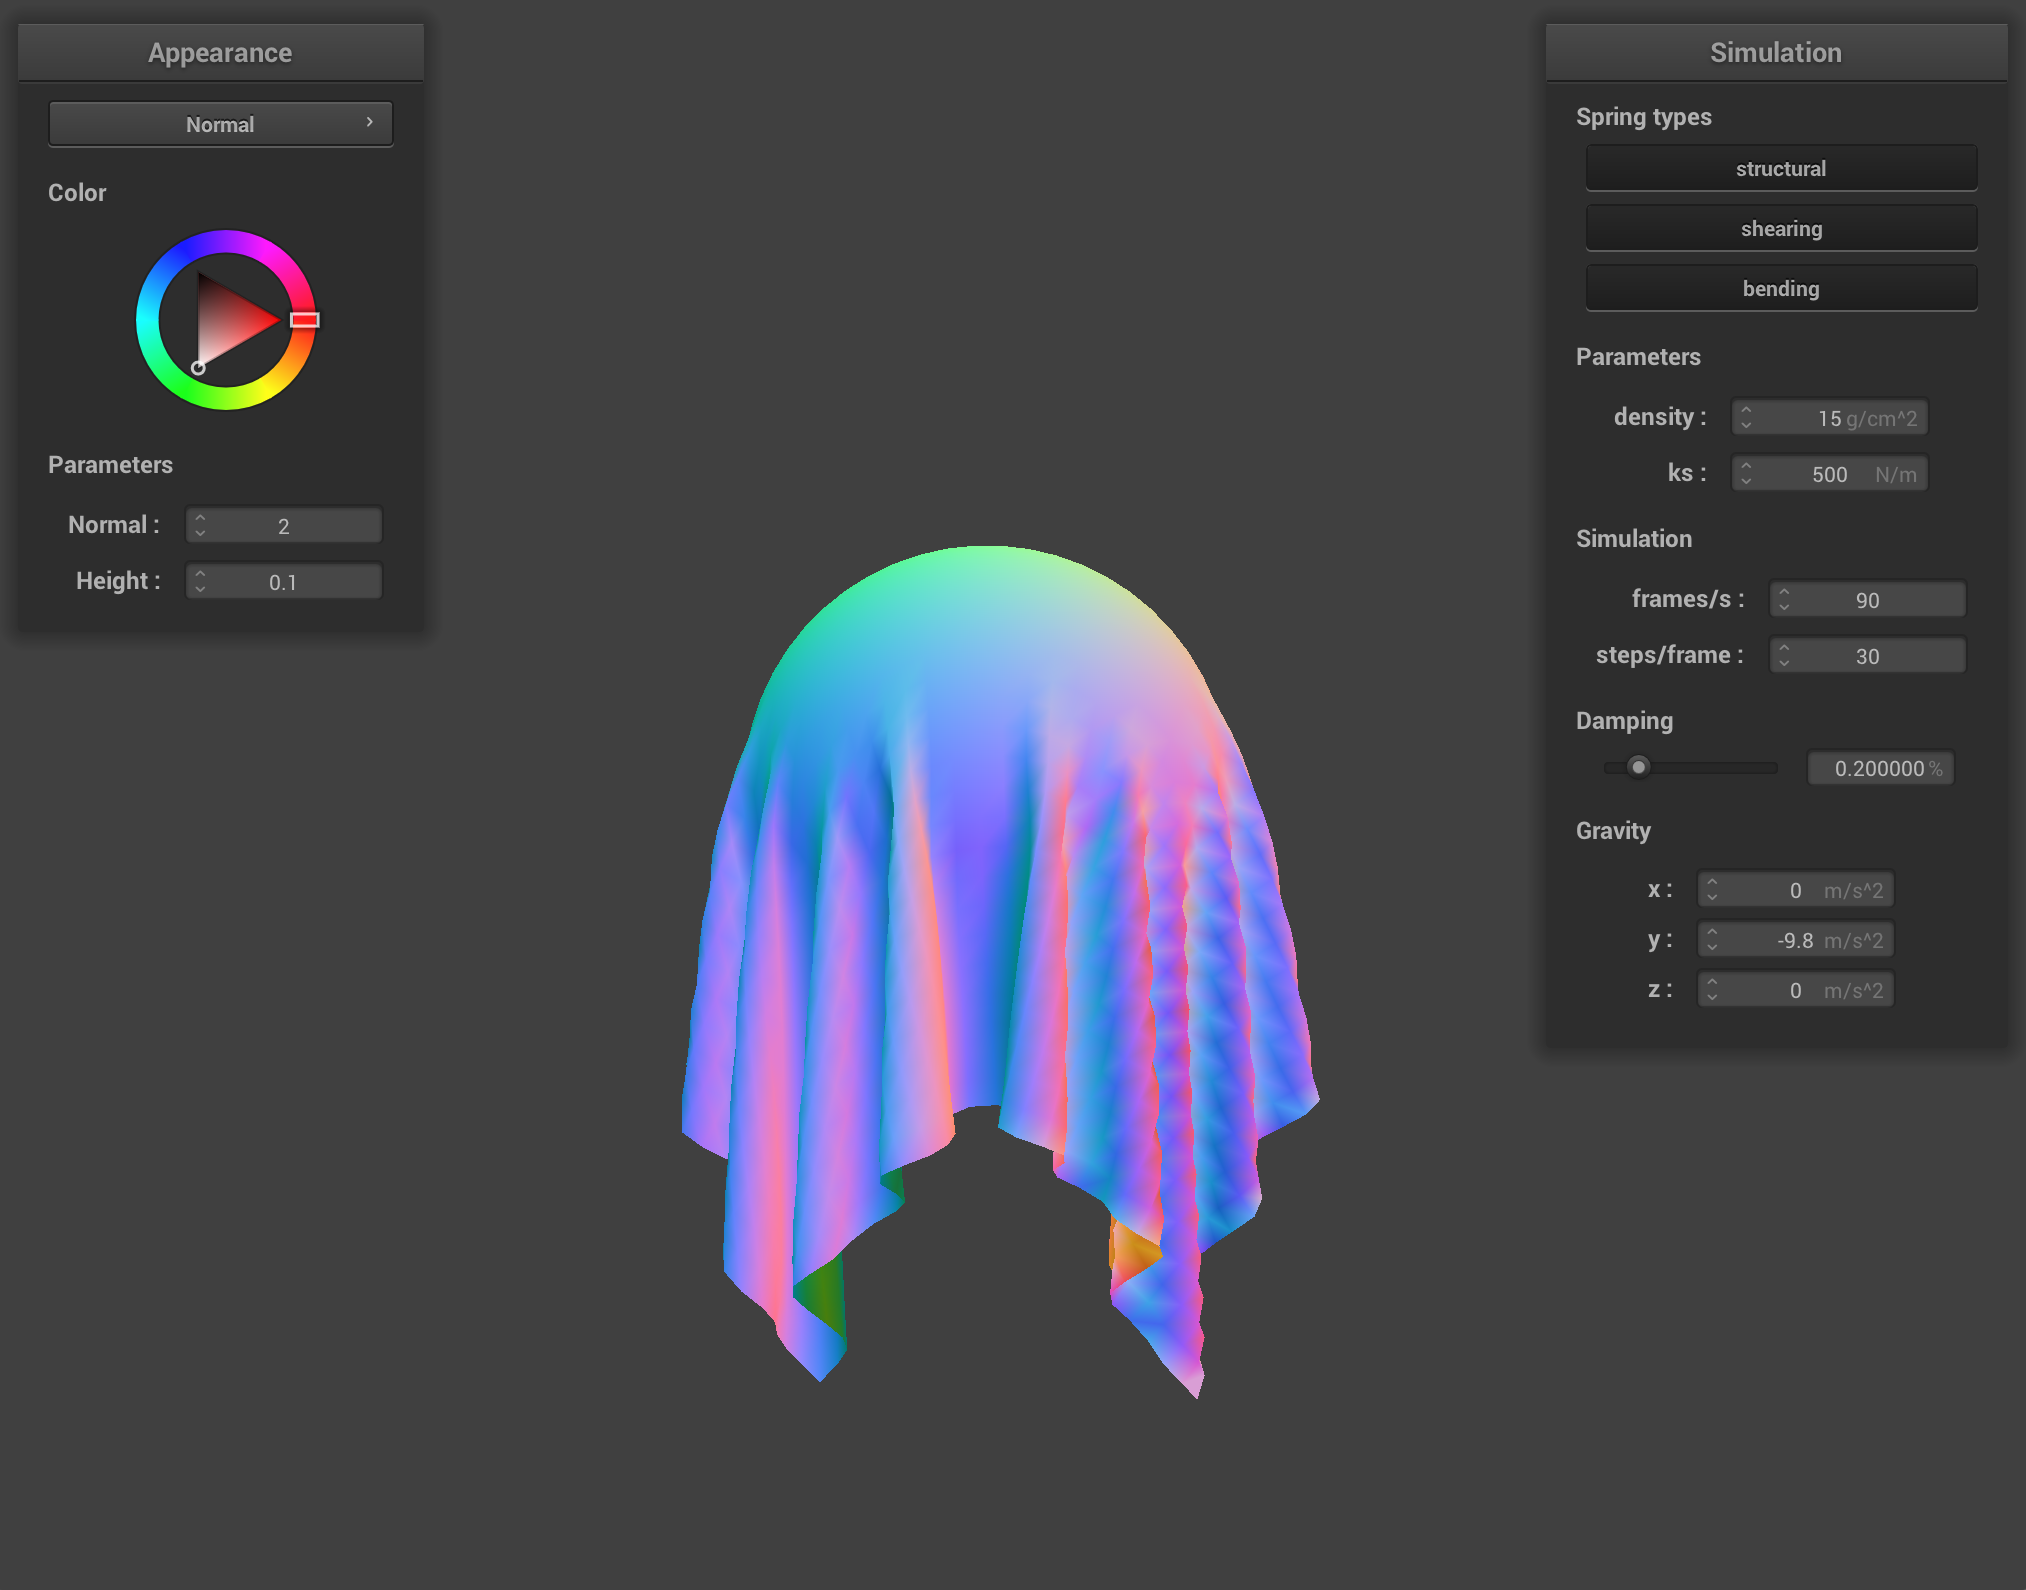 Appearance
Normal
Color
Parameters
Normal : 2
Height : 0.1
Simulation
Spring types
structural
shearing
bending
Parameters
density : 15 g/cm^2
ks : 500 N/m
Simulation
frames/s : 90
steps/frame : 30
Damping
0.200000 %
Gravity
x : 0 m/s^2
y : -9.8 m/s^2
z : 0 m/s^2